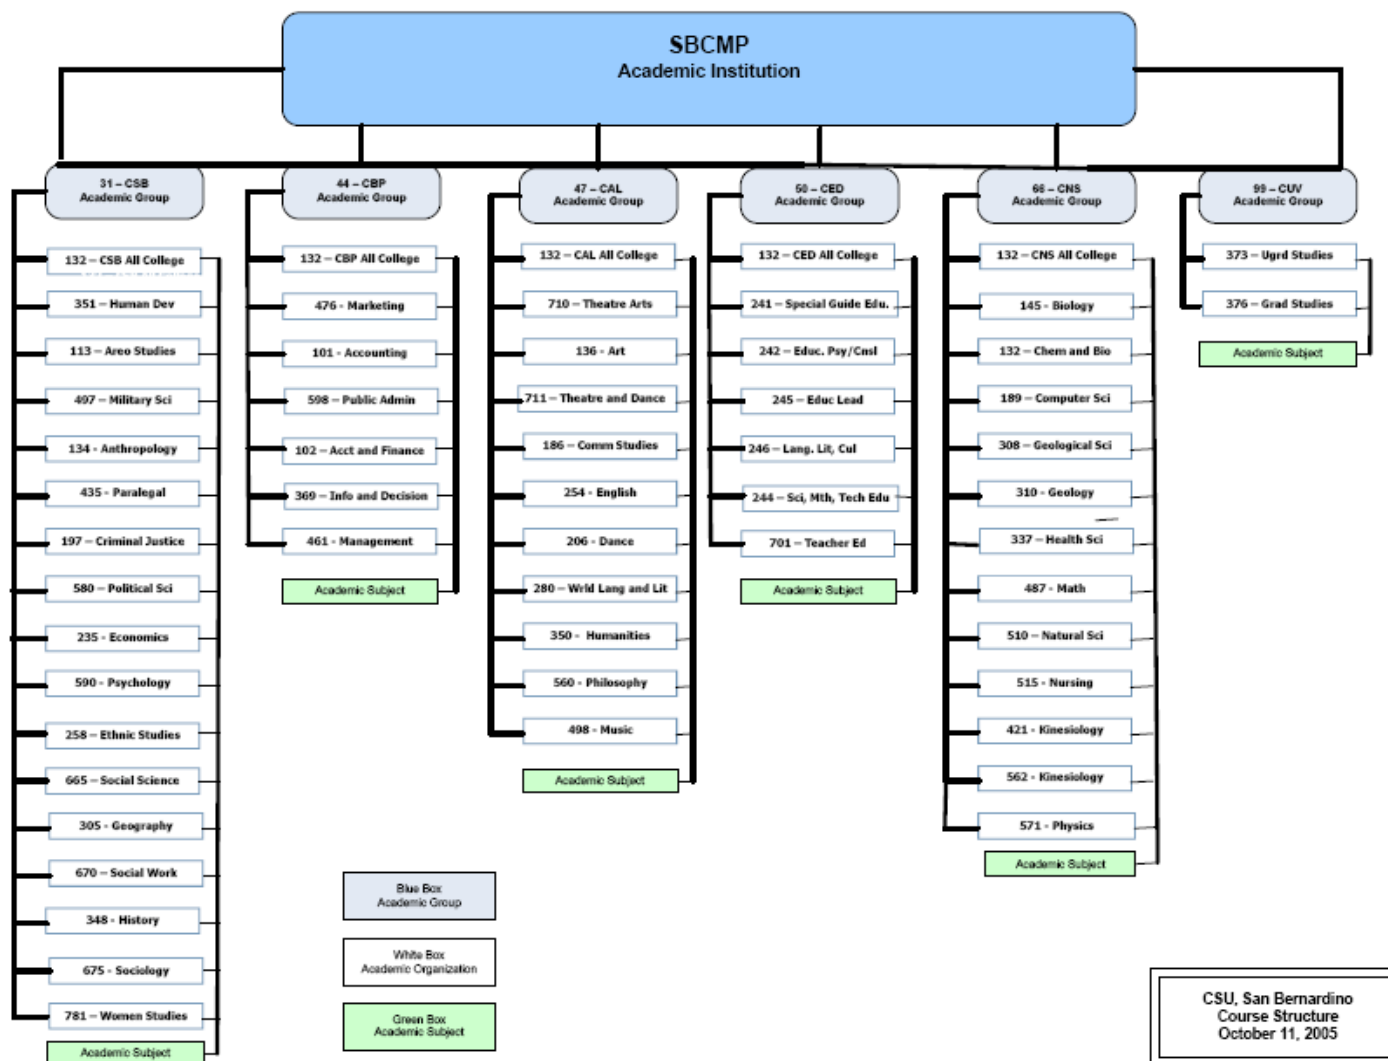 SBCMP
Academic Institution
31 – CSB
Academic Group
132 – CSB All College
351 – Human Dev
113 – Areo Studies
497 – Military Sci
134 - Anthropology
435 - Paralegal
197 – Criminal Justice
580 – Political Sci
235 - Economics
590 - Psychology
258 – Ethnic Studies
665 – Social Science
305 - Geography
670 – Social Work
348 - History
675 - Sociology
781 – Women Studies
Academic Subject
44 – CBP
Academic Group
132 – CBP All College
476 - Marketing
101 - Accounting
598 – Public Admin
102 – Acct and Finance
369 – Info and Decision
461 - Management
Academic Subject
47 – CAL
Academic Group
132 – CAL All College
710 – Theatre Arts
136 - Art
711 – Theatre and Dance
186 – Comm Studies
254 - English
206 - Dance
280 – Wrld Lang and Lit
350 - Humanities
560 - Philosophy
498 - Music
Academic Subject
50 – CED
Academic Group
132 – CED All College
241 – Special Guide Edu.
242 – Educ. Psy/Cnsl
245 – Educ Lead
246 – Lang. Lit, Cul
244 – Sci, Mth, Tech Edu
701 – Teacher Ed
Academic Subject
66 – CNS
Academic Group
132 – CNS All College
145 - Biology
132 – Chem and Bio
189 – Computer Sci
308 – Geological Sci
310 - Geology
337 – Health Sci
487 - Math
510 – Natural Sci
515 - Nursing
421 - Kinesiology
562 - Kinesiology
571 - Physics
Academic Subject
99 – CUV
Academic Group
373 – Ugrd Studies
376 – Grad Studies
Academic Subject
Blue Box
Academic Group
White Box
Academic Organization
Green Box
Academic Subject
CSU, San Bernardino
Course Structure
October 11, 2005